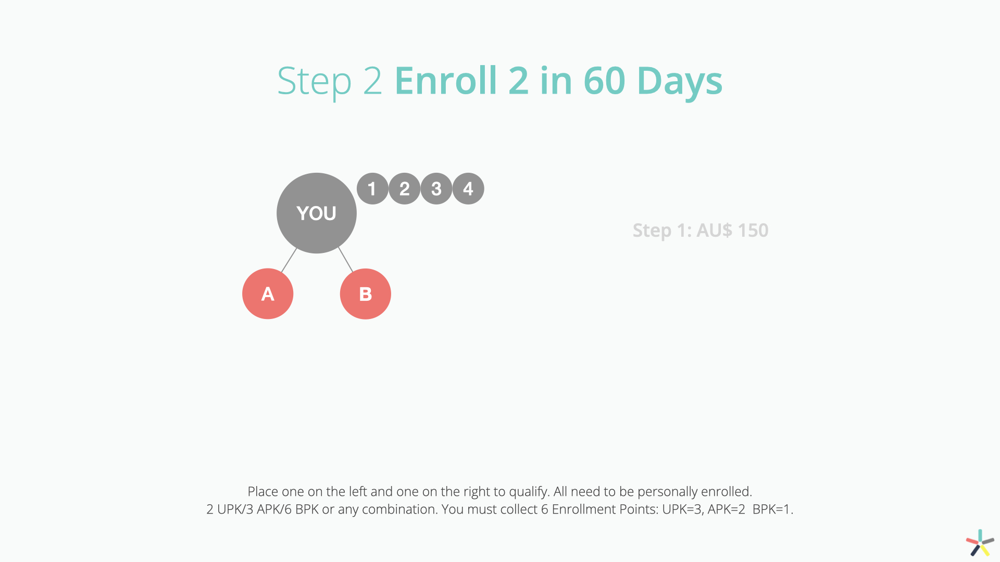 Step 2 Enroll 2 in 60 Days
YOU
1 2 3 4
Step 1: AU$ 150
A
B
Place one on the left and one on the right to qualify. All need to be personally enrolled.
2 UPK/3 APK/6 BPK or any combination. You must collect 6 Enrollment Points: UPK=3, APK=2  BPK=1.